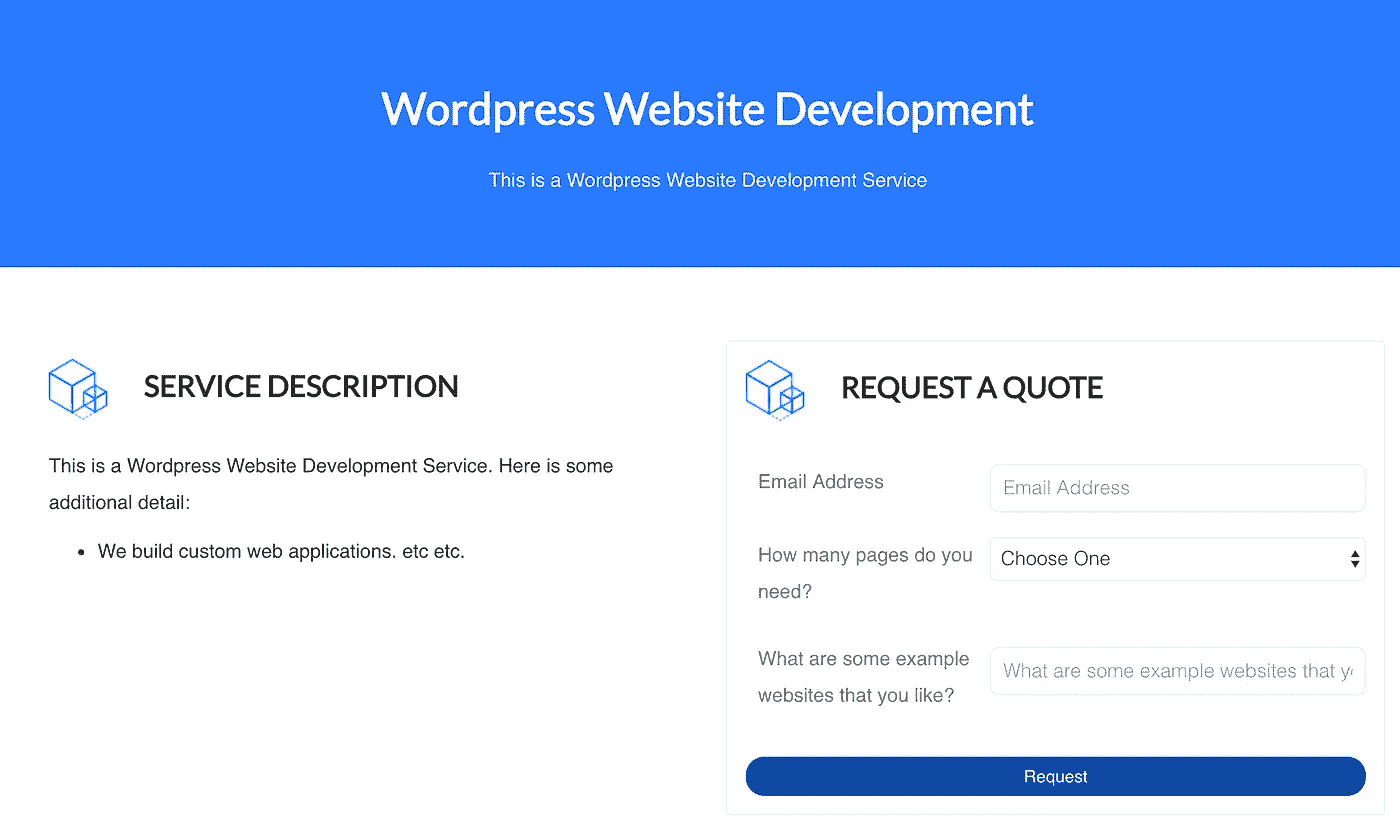 Wordpress Website Development
This is a Wordpress Website Development Service
SERVICE DESCRIPTION
This is a Wordpress Website Development Service. Here is some
additional detail:
• We build custom web applications. etc etc.
REQUEST A QUOTE
Email Address
Email Address
How many pages do you
need?
Choose One
What are some example
websites that you like?
What are some example websites that y
Request